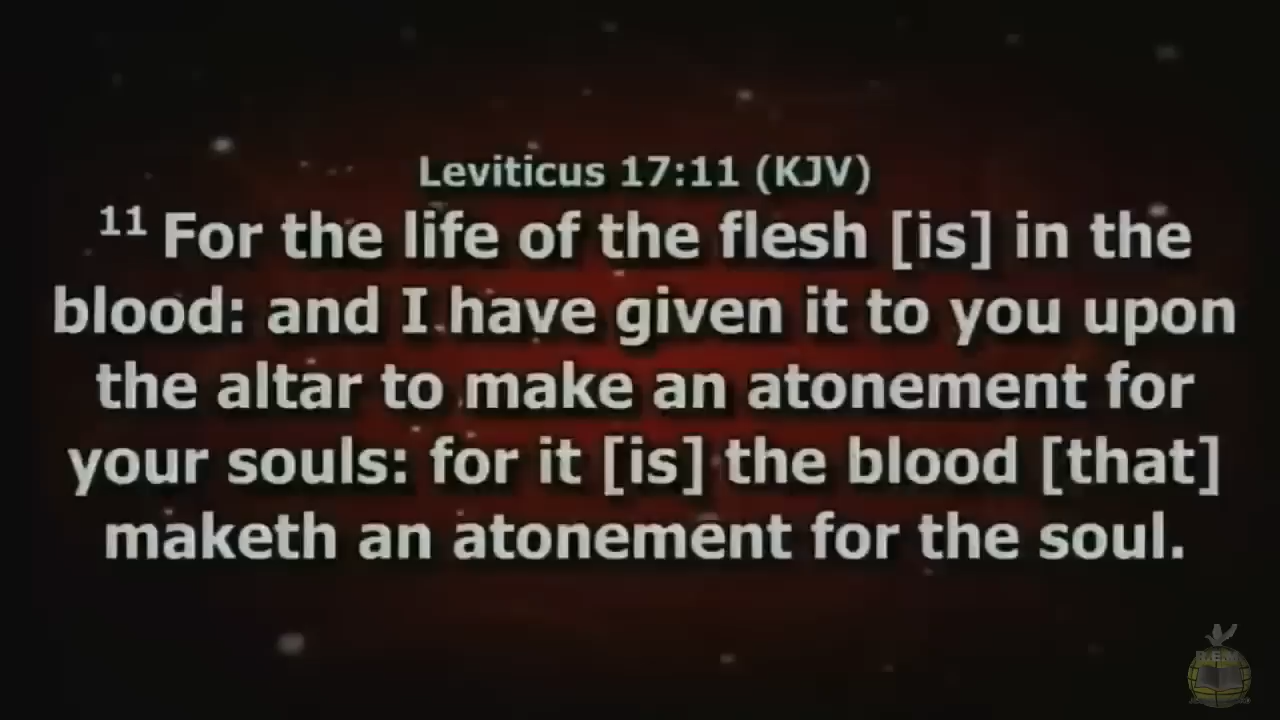 Leviticus 17:11 (KJV)
11 For the life of the flesh [is] in the
blood: and I have given it to you upon
the altar to make an atonement for
your souls: for it [is] the blood [that]
maketh an atonement for the soul.
R.E.M